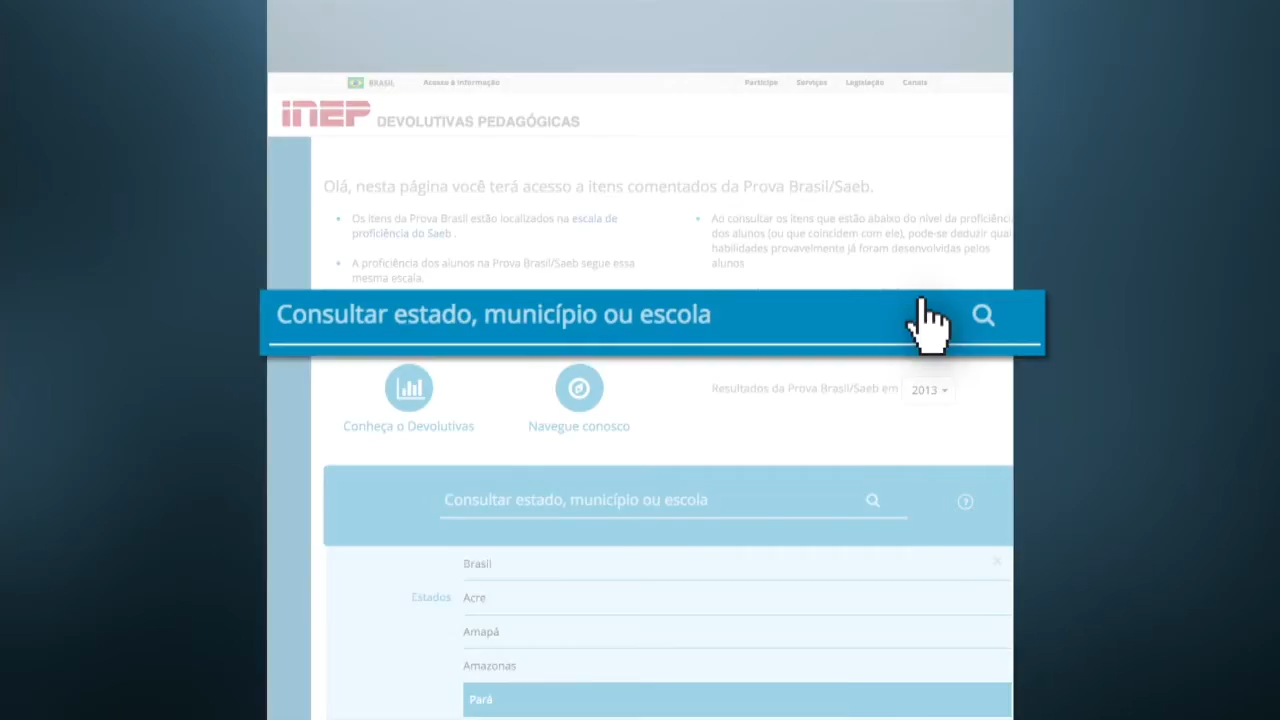 BRASIL Acesso à informação Participe Serviços Legislação Canais
INEP DEVOLUTIVAS PEDAGÓGICAS
Olá, nesta página você terá acesso a itens comentados da Prova Brasil/Saeb.
Os itens da Prova Brasil estão localizados na escala de
proficiência do Saeb .
A proficiência dos alunos na Prova Brasil/Saeb segue essa
mesma escala.
Ao consultar os itens que estão abaixo do nível da proficiênci
dos alunos (ou que coincidem com ele), pode-se deduzir quai
habilidades provavelmente já foram desenvolvidas pelos
alunos
Consultar estado, município ou escola
Conheça o Devolutivas
Navegue conosco
Resultados da Prova Brasil/Saeb em 2013
Consultar estado, município ou escola
Brasil
Estados Acre
Amapá
Amazonas
Pará